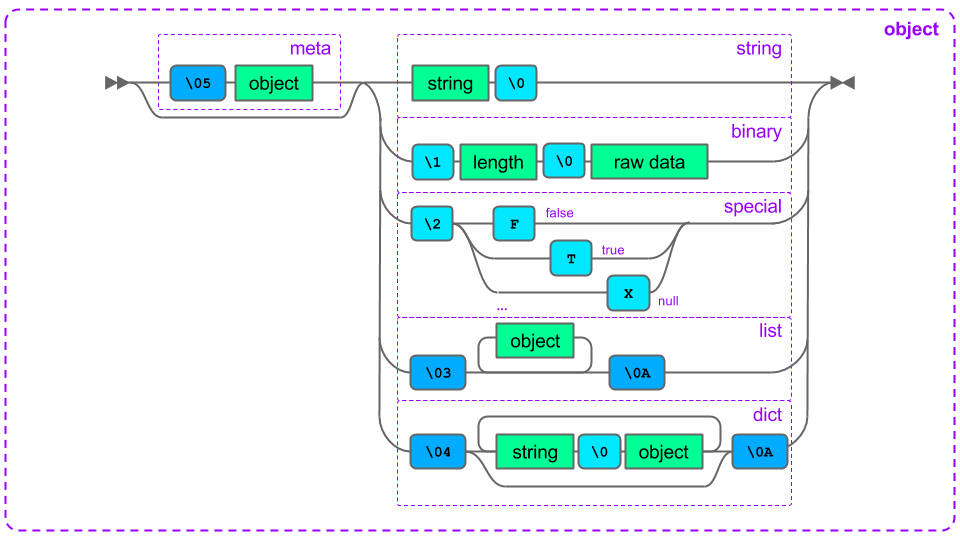 object
meta
\05 object
string
string \0
binary
\1 length \0 raw data
special
\2 F false
T true
X null
...
list
object
\03 \0A
dict
\04 string \0 object \0A